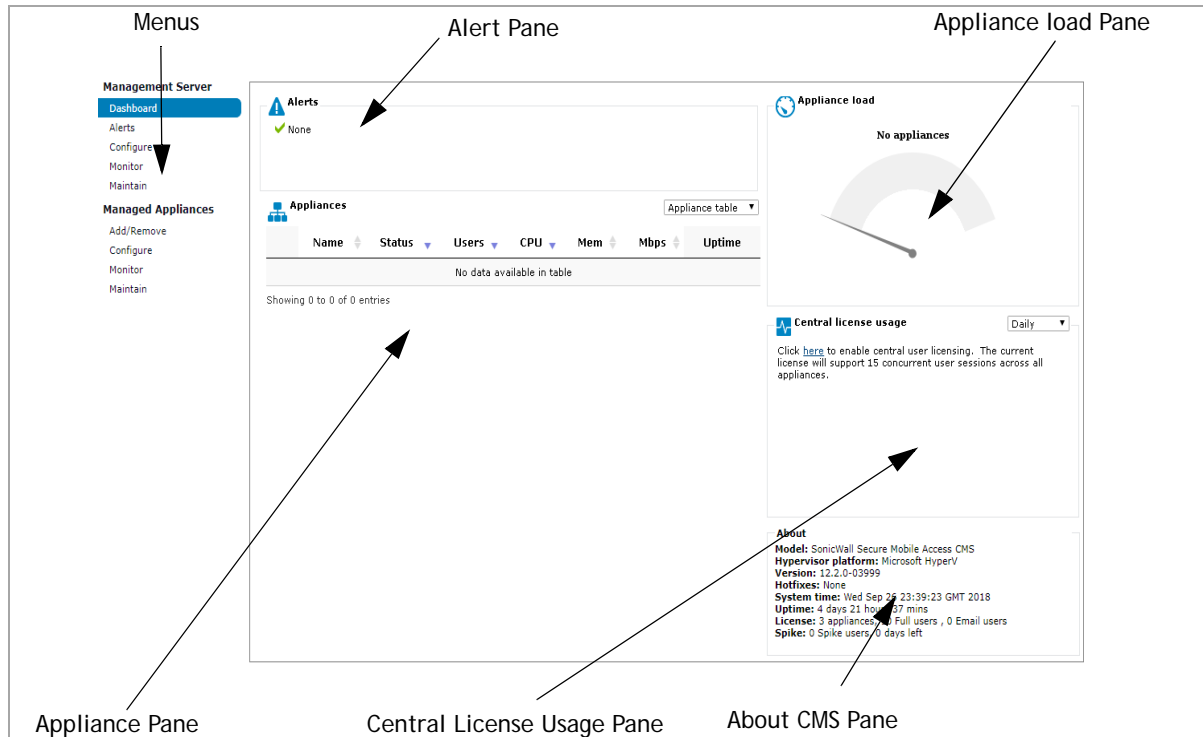 Menus
Alert Pane
Appliance load Pane
Management Server
Dashboard
Alerts
Configure
Monitor
Maintain
Managed Appliances
Add/Remove
Configure
Monitor
Maintain
Alerts
None
Appliances
Appliance table
Name Status Users CPU Mem Mbps Uptime
No data available in table
Showing 0 to 0 of 0 entries
Appliance load
No appliances
Central license usage
Daily
Click here to enable central user licensing. The current
license will support 15 concurrent user sessions across all
appliances.
About
Model: SonicWall Secure Mobile Access CMS
Hypervisor platform: Microsoft HyperV
Version: 12.2.0-03999
Hotfixes: None
System time: Wed Sep 26 23:39:23 GMT 2018
Uptime: 4 days 21 hours 37 mins
License: 3 appliances, Full users , 0 Email users
Spike: 0 Spike users, 0 days left
Appliance Pane
Central License Usage Pane
About CMS Pane